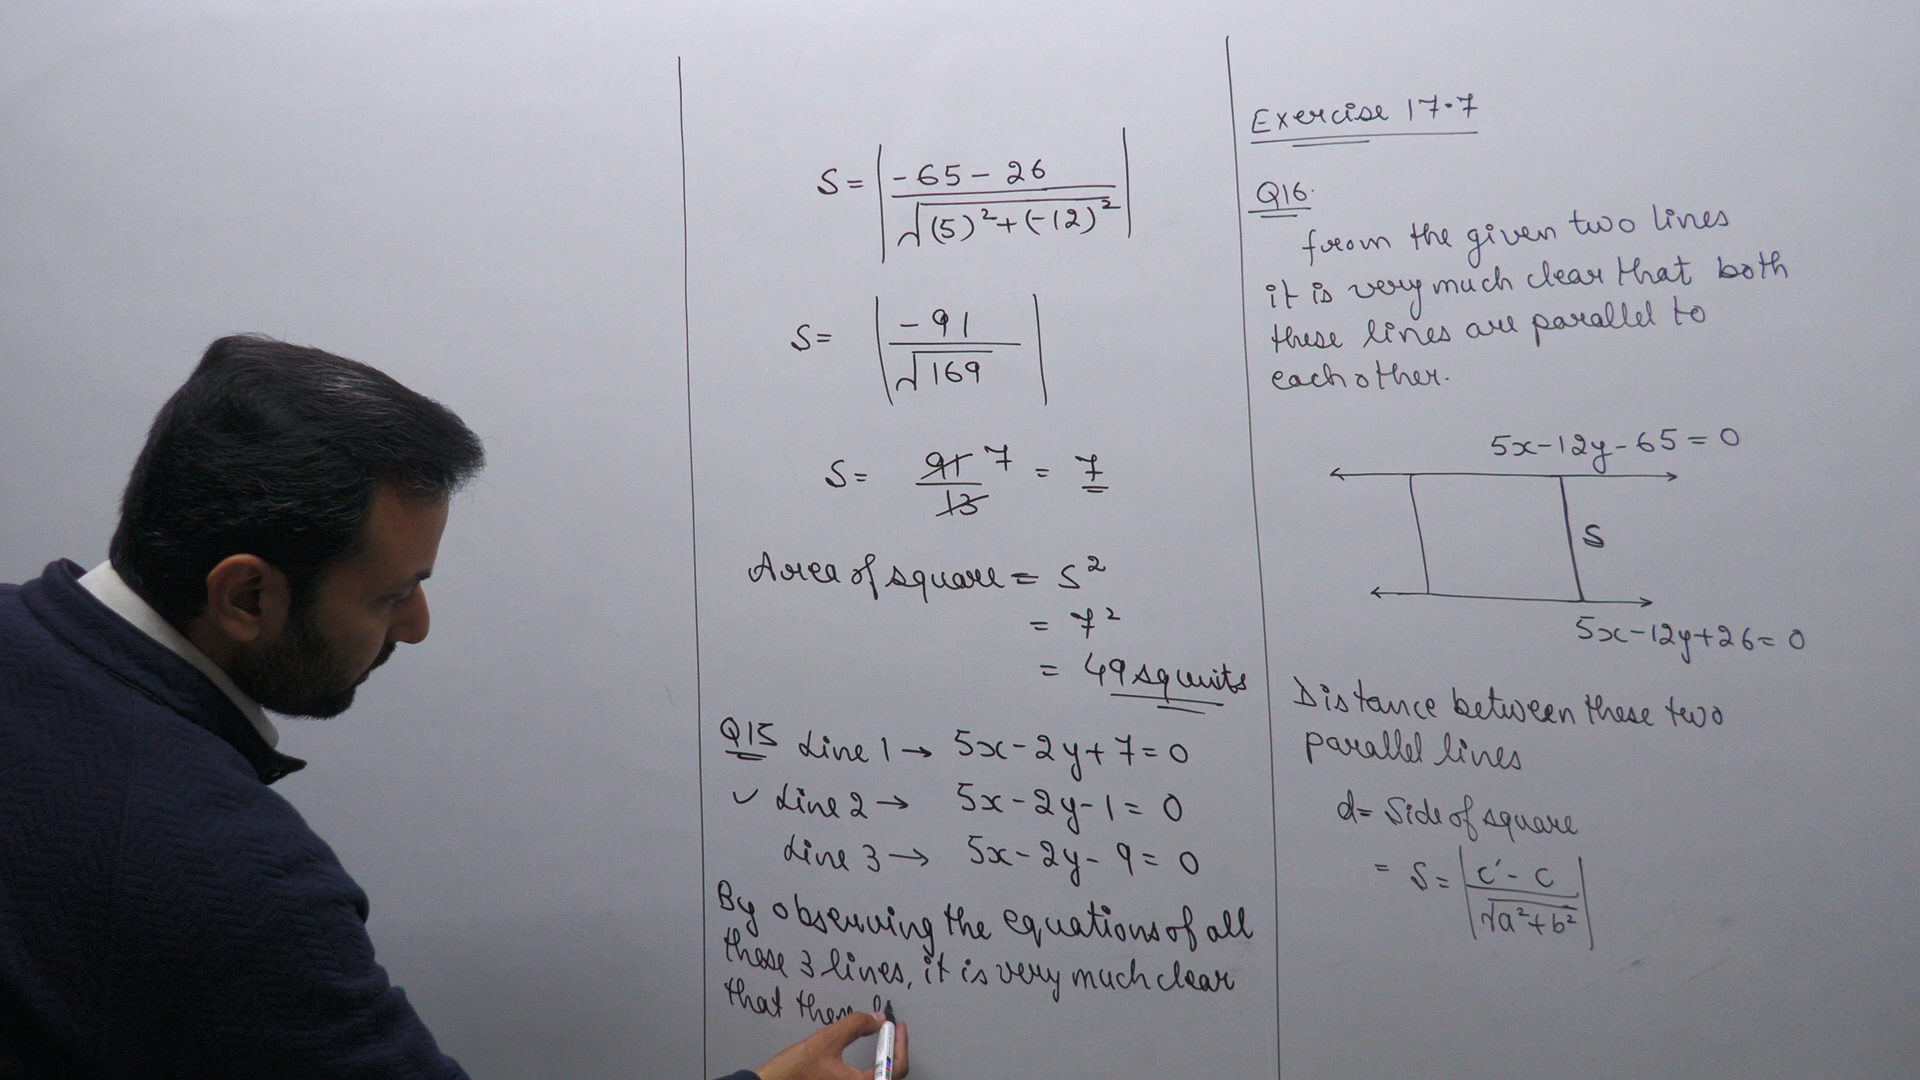 Exercise 17.7
Q16.
from the given two lines
it is very much clear that both
these lines are parallel to
each other.
5x-12y-65=0
S
5x-12y+26=0
Distance between these two
parallel lines
d= Side of square
= S= |c'-c / √a²+b²|
S= |-65-26 / √(5)²+(-12)²|
S= |-91 / √169|
S= 91/13 7 = 7
Area of square = S²
= 7²
= 49 sq units
Q15 Line 1 → 5x-2y+7=0
✓ Line 2 → 5x-2y-1=0
Line 3 → 5x-2y-9=0
By observing the equations of all
these 3 lines, it is very much clear
that these